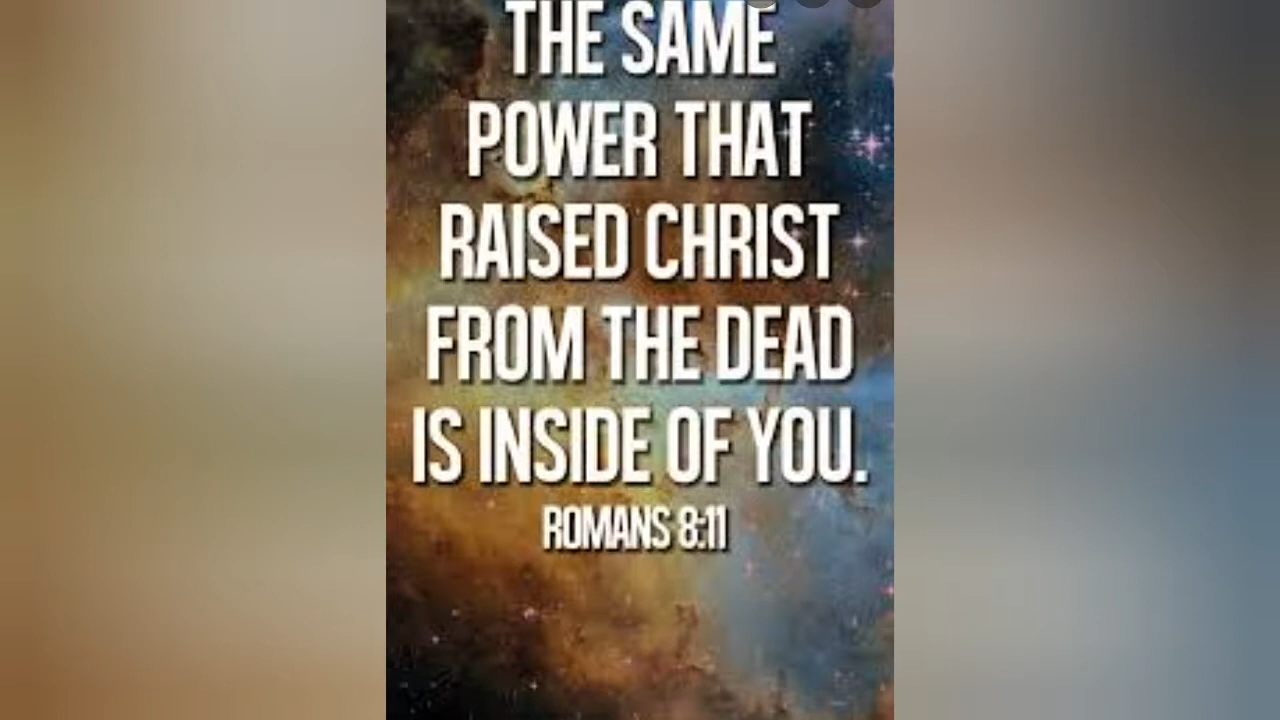 THE SAME
POWER THAT
RAISED CHRIST
FROM THE DEAD
IS INSIDE OF YOU.
ROMANS 8:11